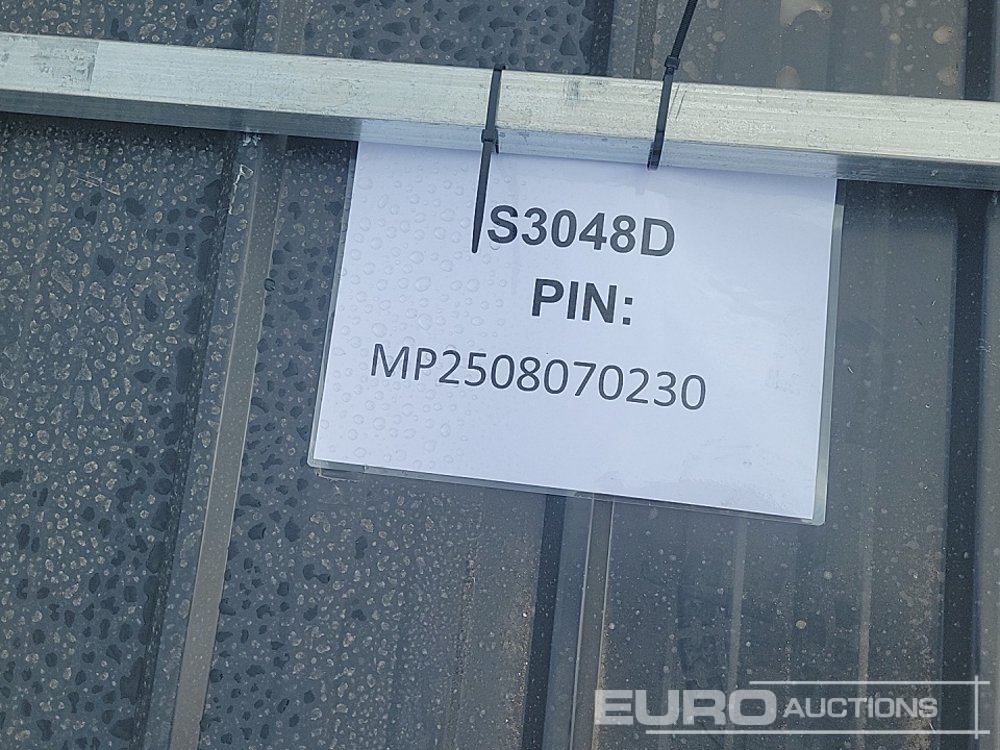 S3048D
PIN:
MP2508070230
EURO AUCTIONS